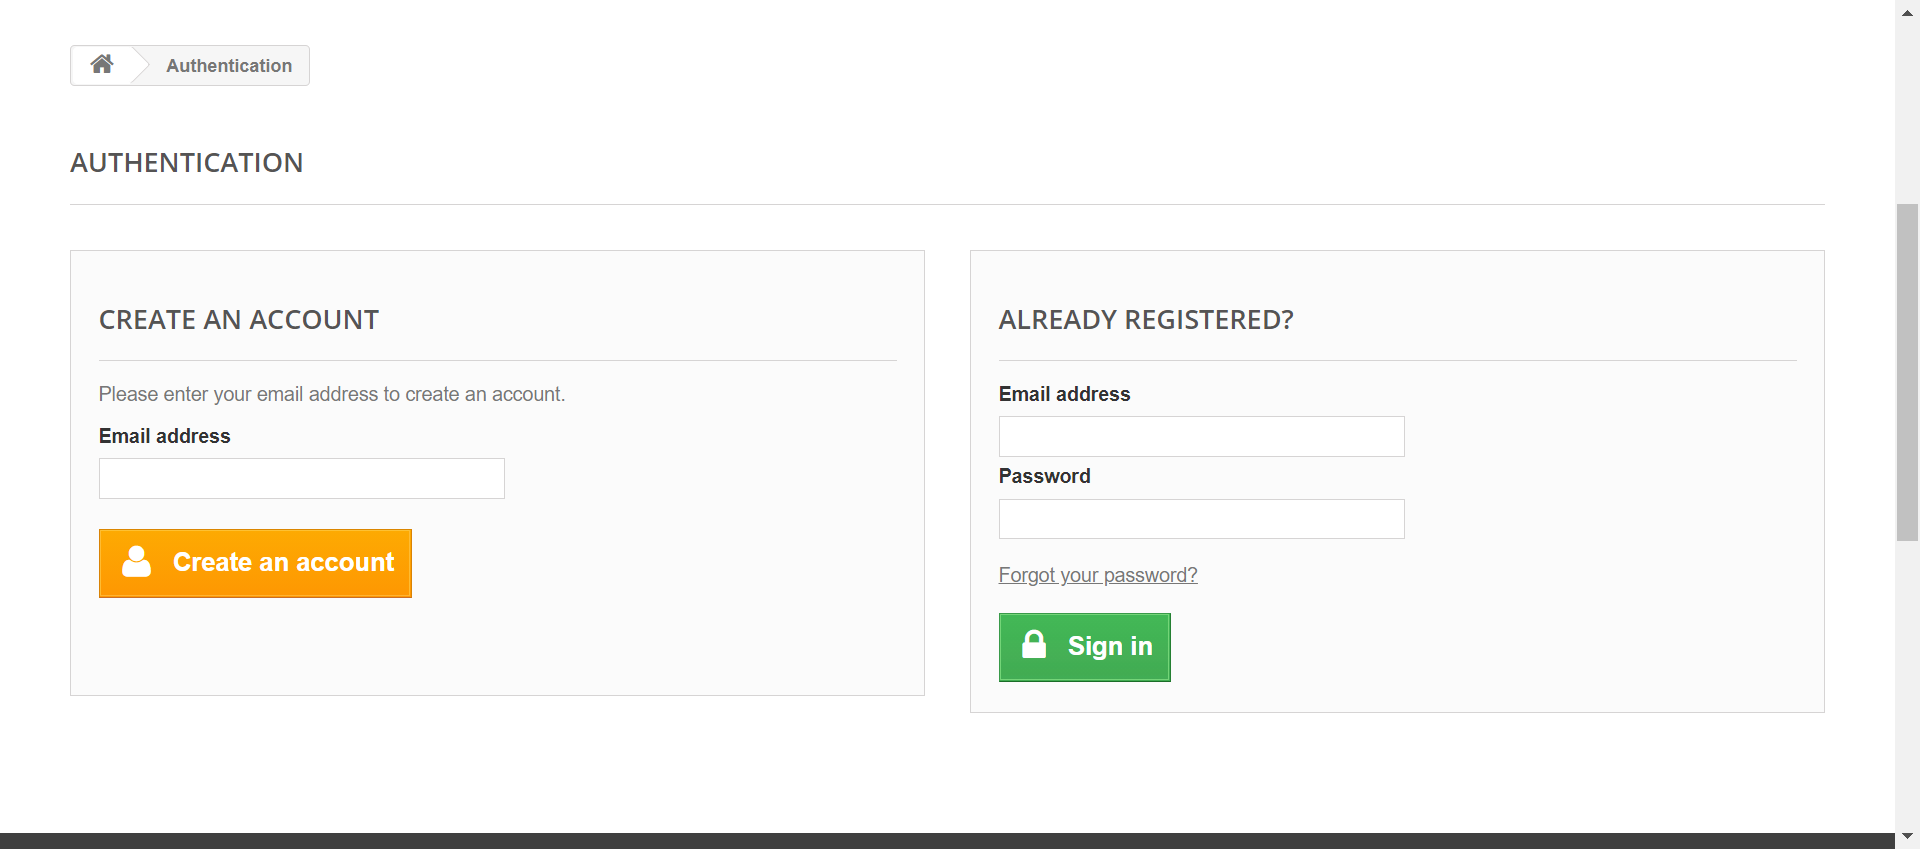 Authentication
AUTHENTICATION
CREATE AN ACCOUNT
Please enter your email address to create an account.
Email address
Create an account
ALREADY REGISTERED?
Email address
Password
Forgot your password?
Sign in